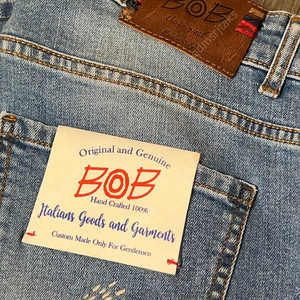 BOB
Original and Genuine
BOB
Hand Crafted 100%
Italians Goods and Garments
Custom Made Only For Gentlemen